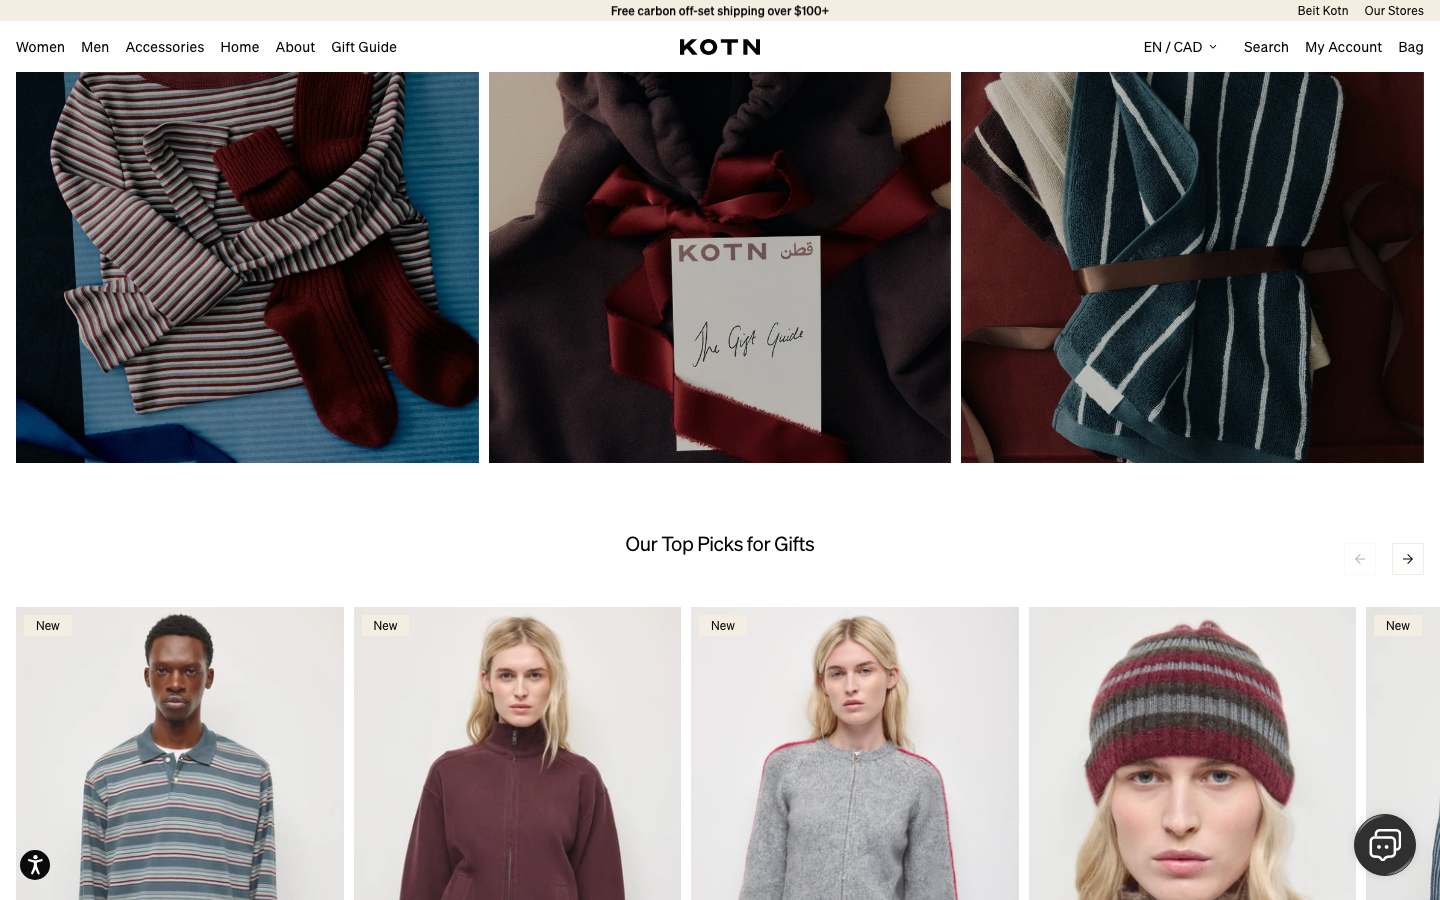 Free carbon off-set shipping over $100+
Beit Kotn Our Stores
Women Men Accessories Home About Gift Guide
KOTN
EN / CAD Search My Account Bag
KOTN قطن
The Gift Guide
Our Top Picks for Gifts
New
New
New
New